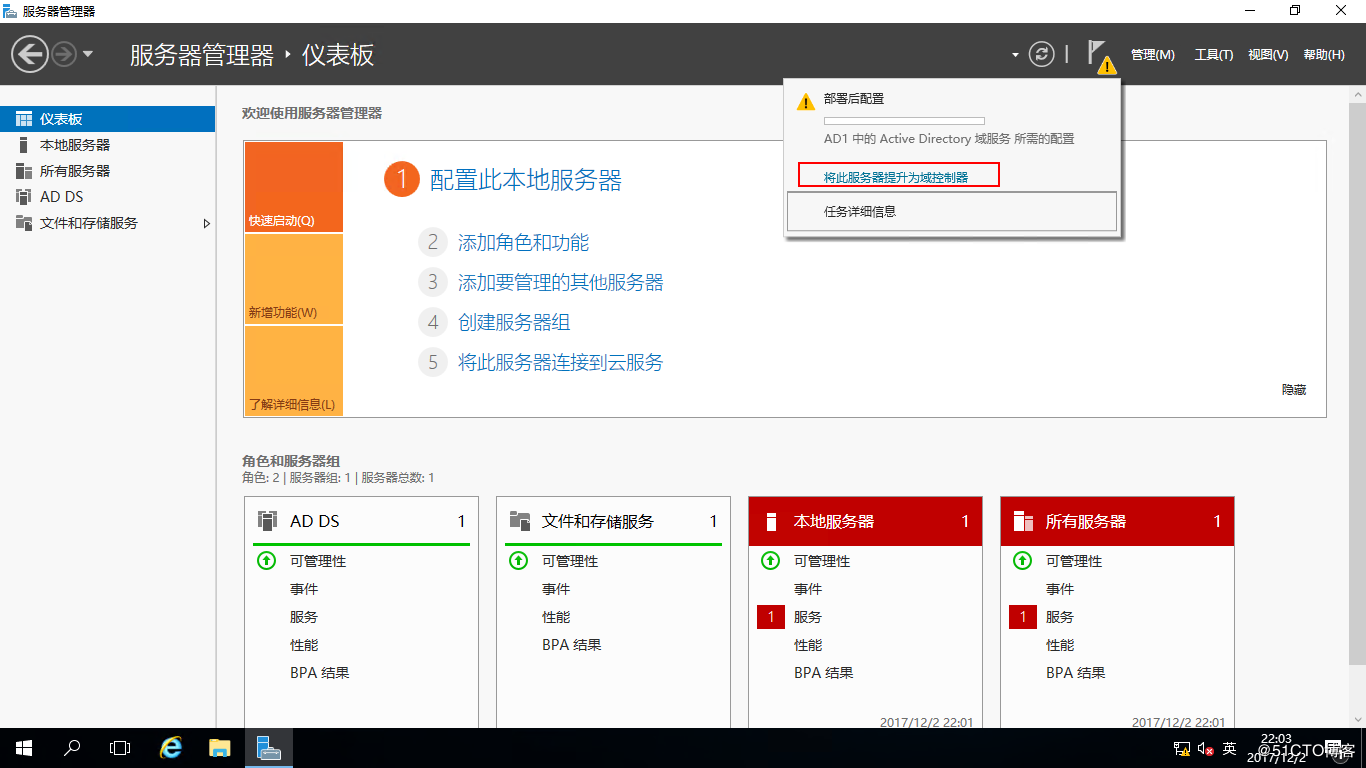 服务器管理器
服务器管理器 · 仪表板
管理(M) 工具(T) 视图(V) 帮助(H)
仪表板
本地服务器
所有服务器
AD DS
文件和存储服务
欢迎使用服务器管理器
部署后配置
AD1 中的 Active Directory 域服务 所需的配置
将此服务器提升为域控制器
任务详细信息
快速启动(Q)
新增功能(W)
了解详细信息(L)
1 配置此本地服务器
2 添加角色和功能
3 添加要管理的其他服务器
4 创建服务器组
5 将此服务器连接到云服务
隐藏
角色和服务器组
角色: 2 | 服务器组: 1 | 服务器总数: 1
AD DS 1
可管理性
事件
服务
性能
BPA 结果
文件和存储服务 1
可管理性
事件
性能
BPA 结果
本地服务器 1
可管理性
事件
1 服务
性能
BPA 结果
2017/12/2 22:01
所有服务器 1
可管理性
事件
1 服务
性能
BPA 结果
2017/12/2 22:01
英
22:03
2017/12/2
@51CTO博客